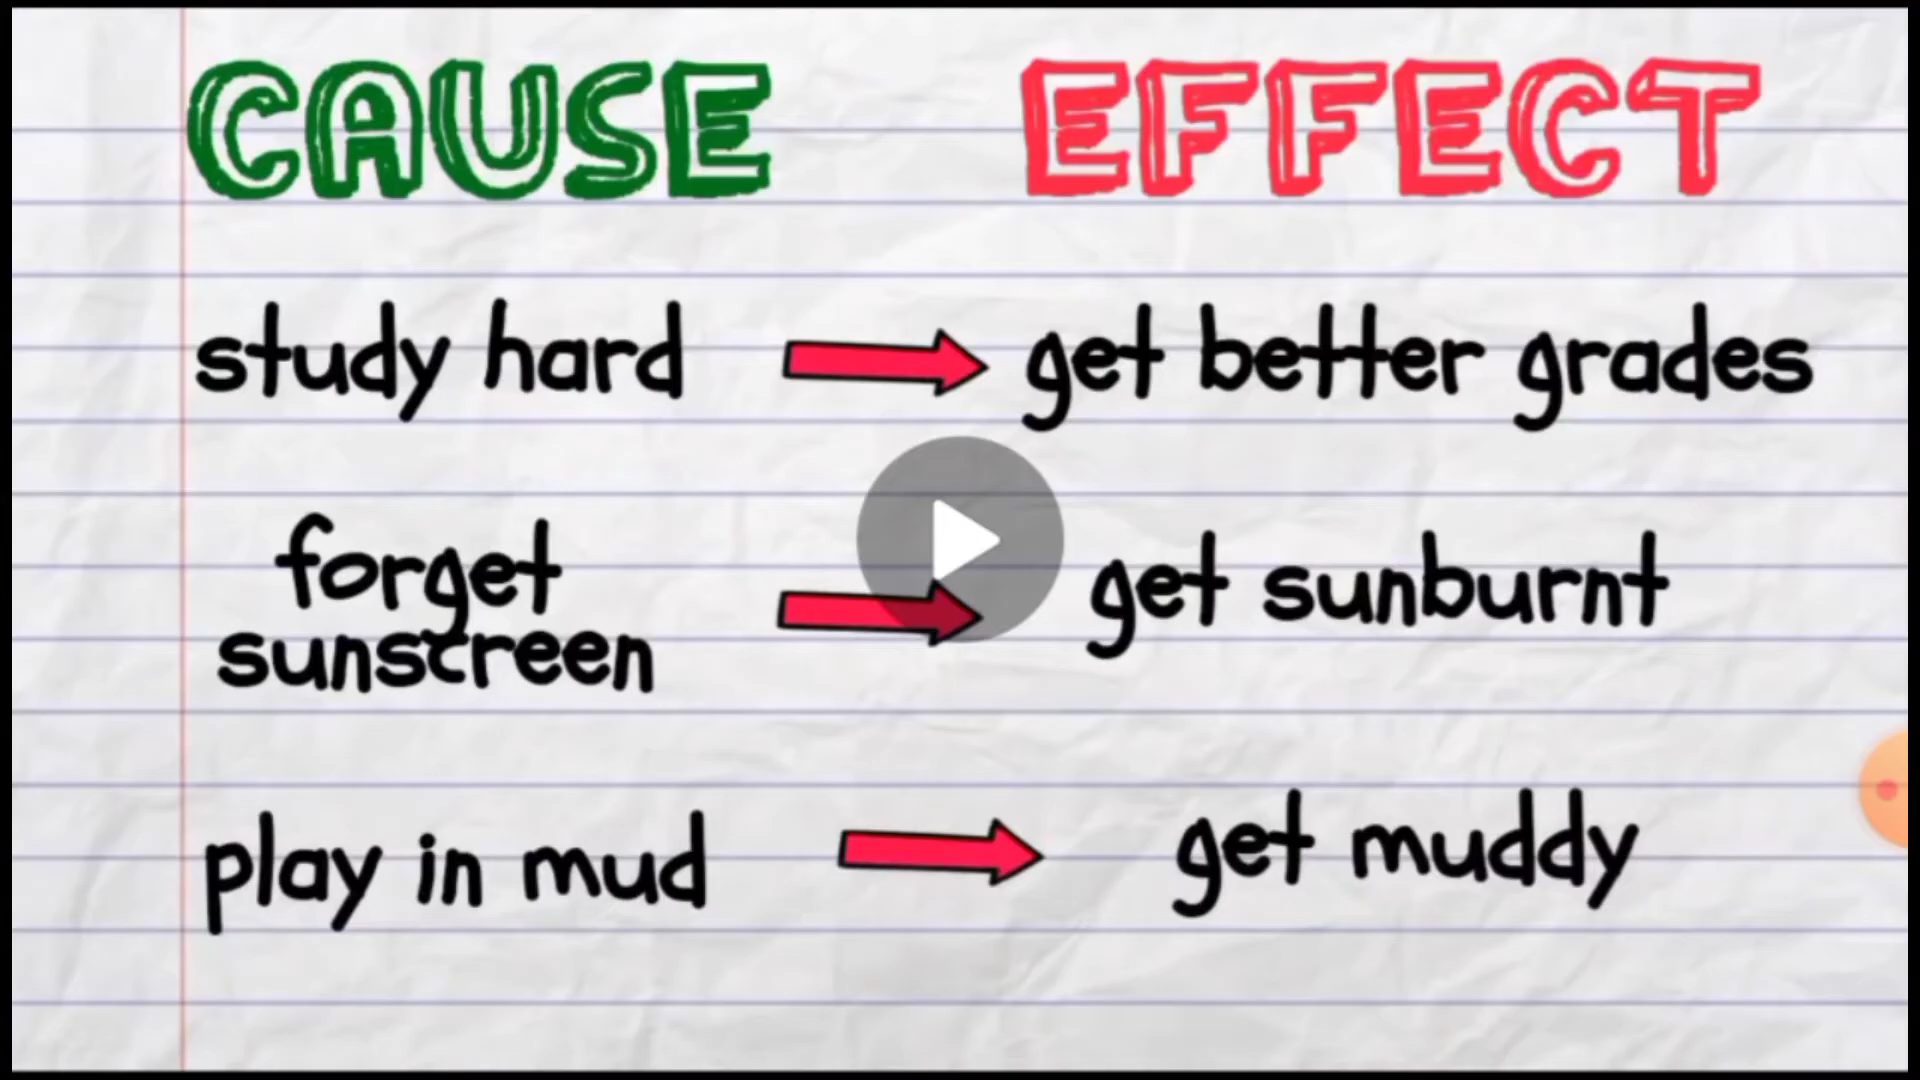 CAUSE EFFECT
study hard get better grades
forget
sunscreen get sunburnt
play in mud get muddy